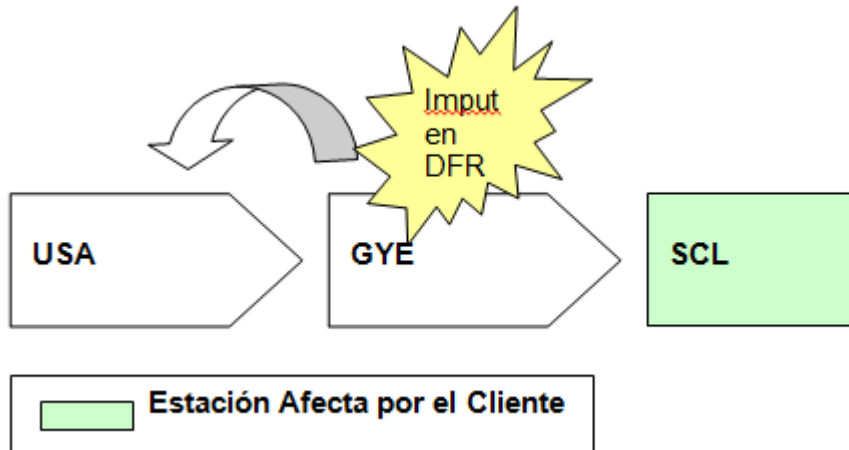 Imput
en
DFR
USA
GYE
SCL
Estación Afecta por el Cliente